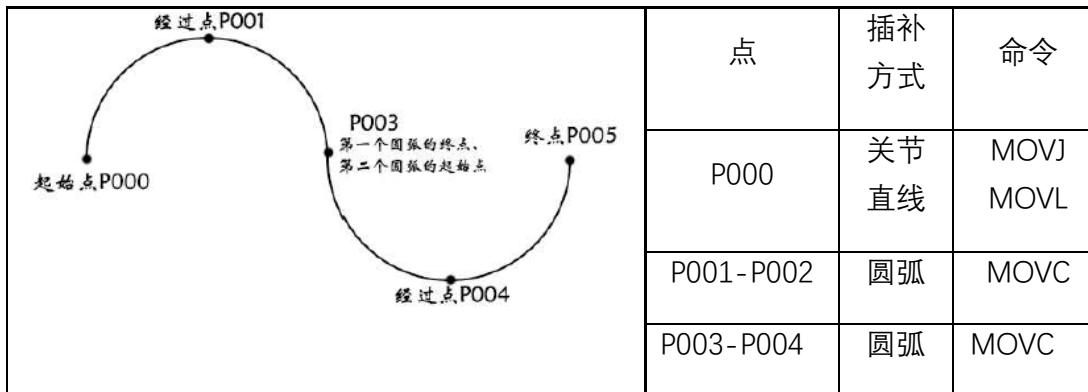 经过点P001
P003
第一个圆弧的终点、
第二个圆弧的起始点
终点P005
起始点P000
经过点P004
点
插补
方式
命令
P000
关节
直线
MOVJ
MOVL
P001-P002
圆弧
MOVC
P003-P004
圆弧
MOVC